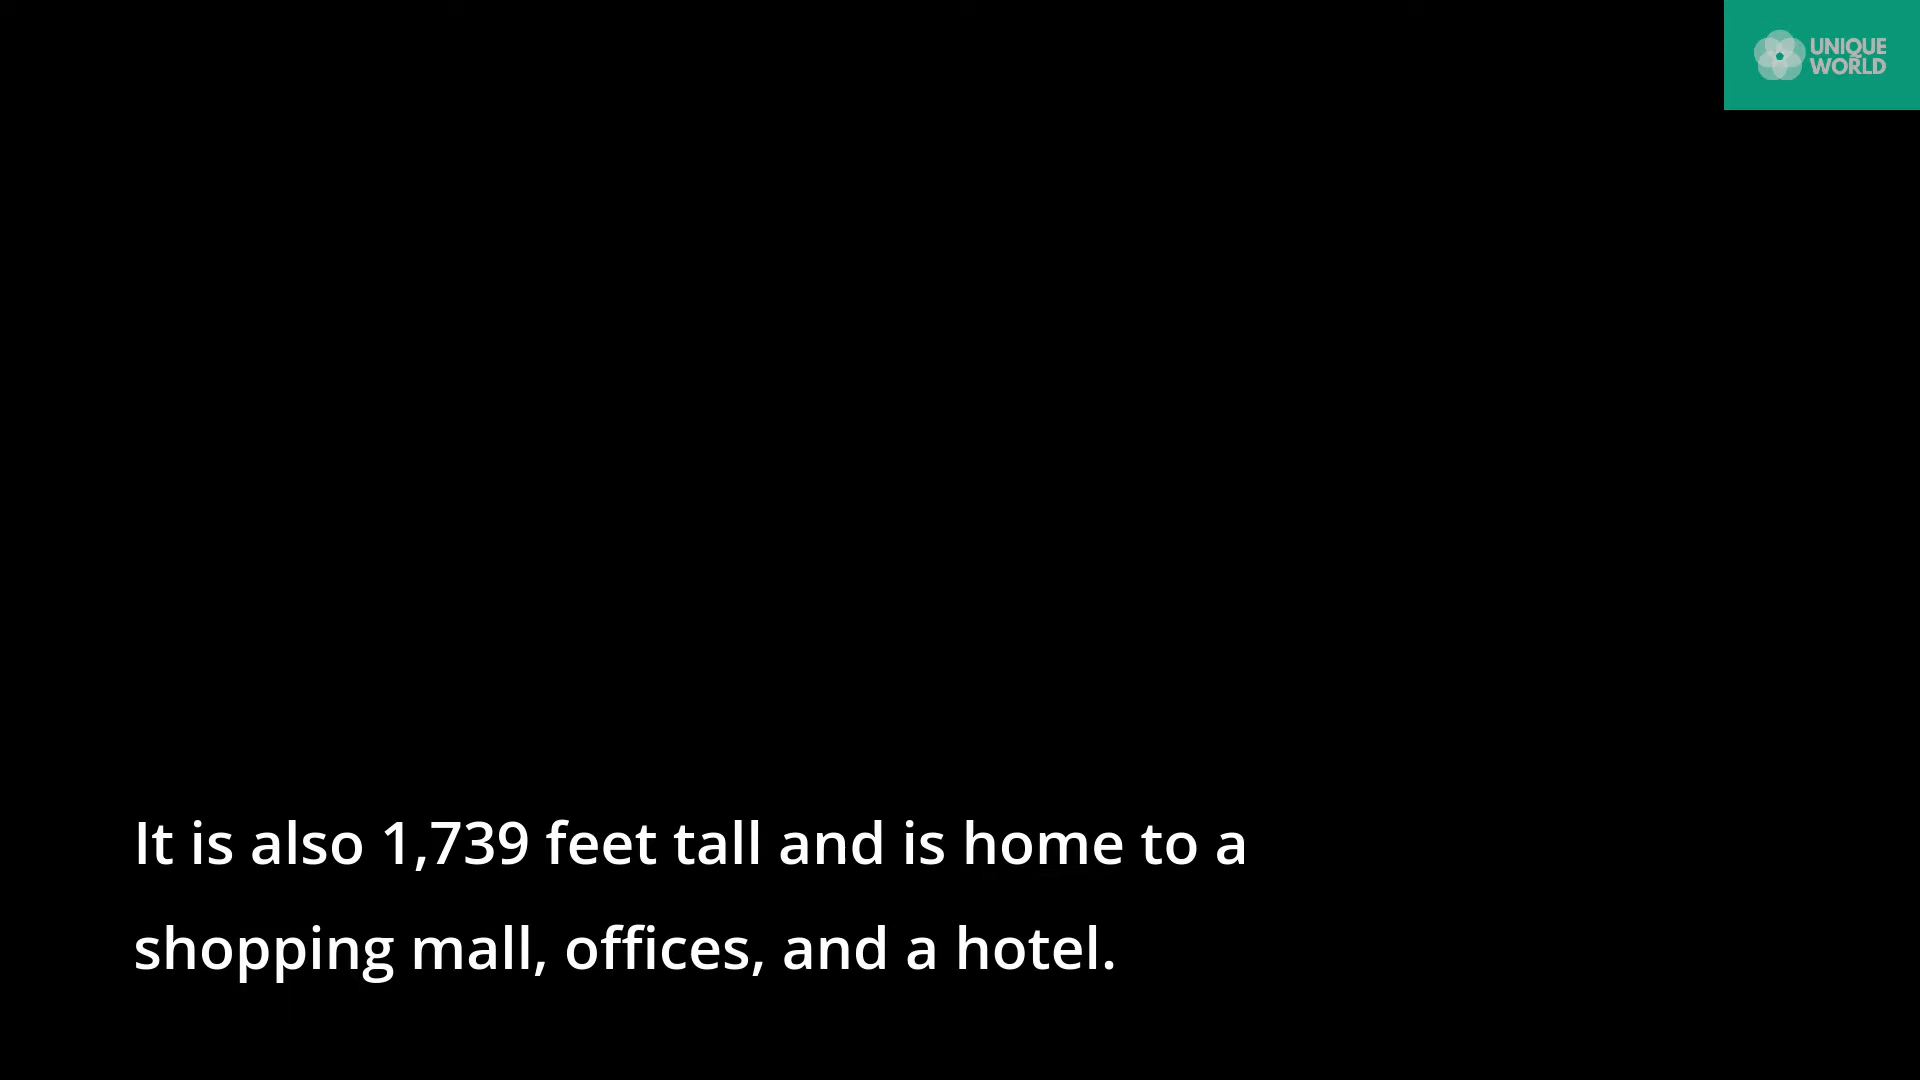 UNIQUE
WORLD
It is also 1,739 feet tall and is home to a
shopping mall, offices, and a hotel.